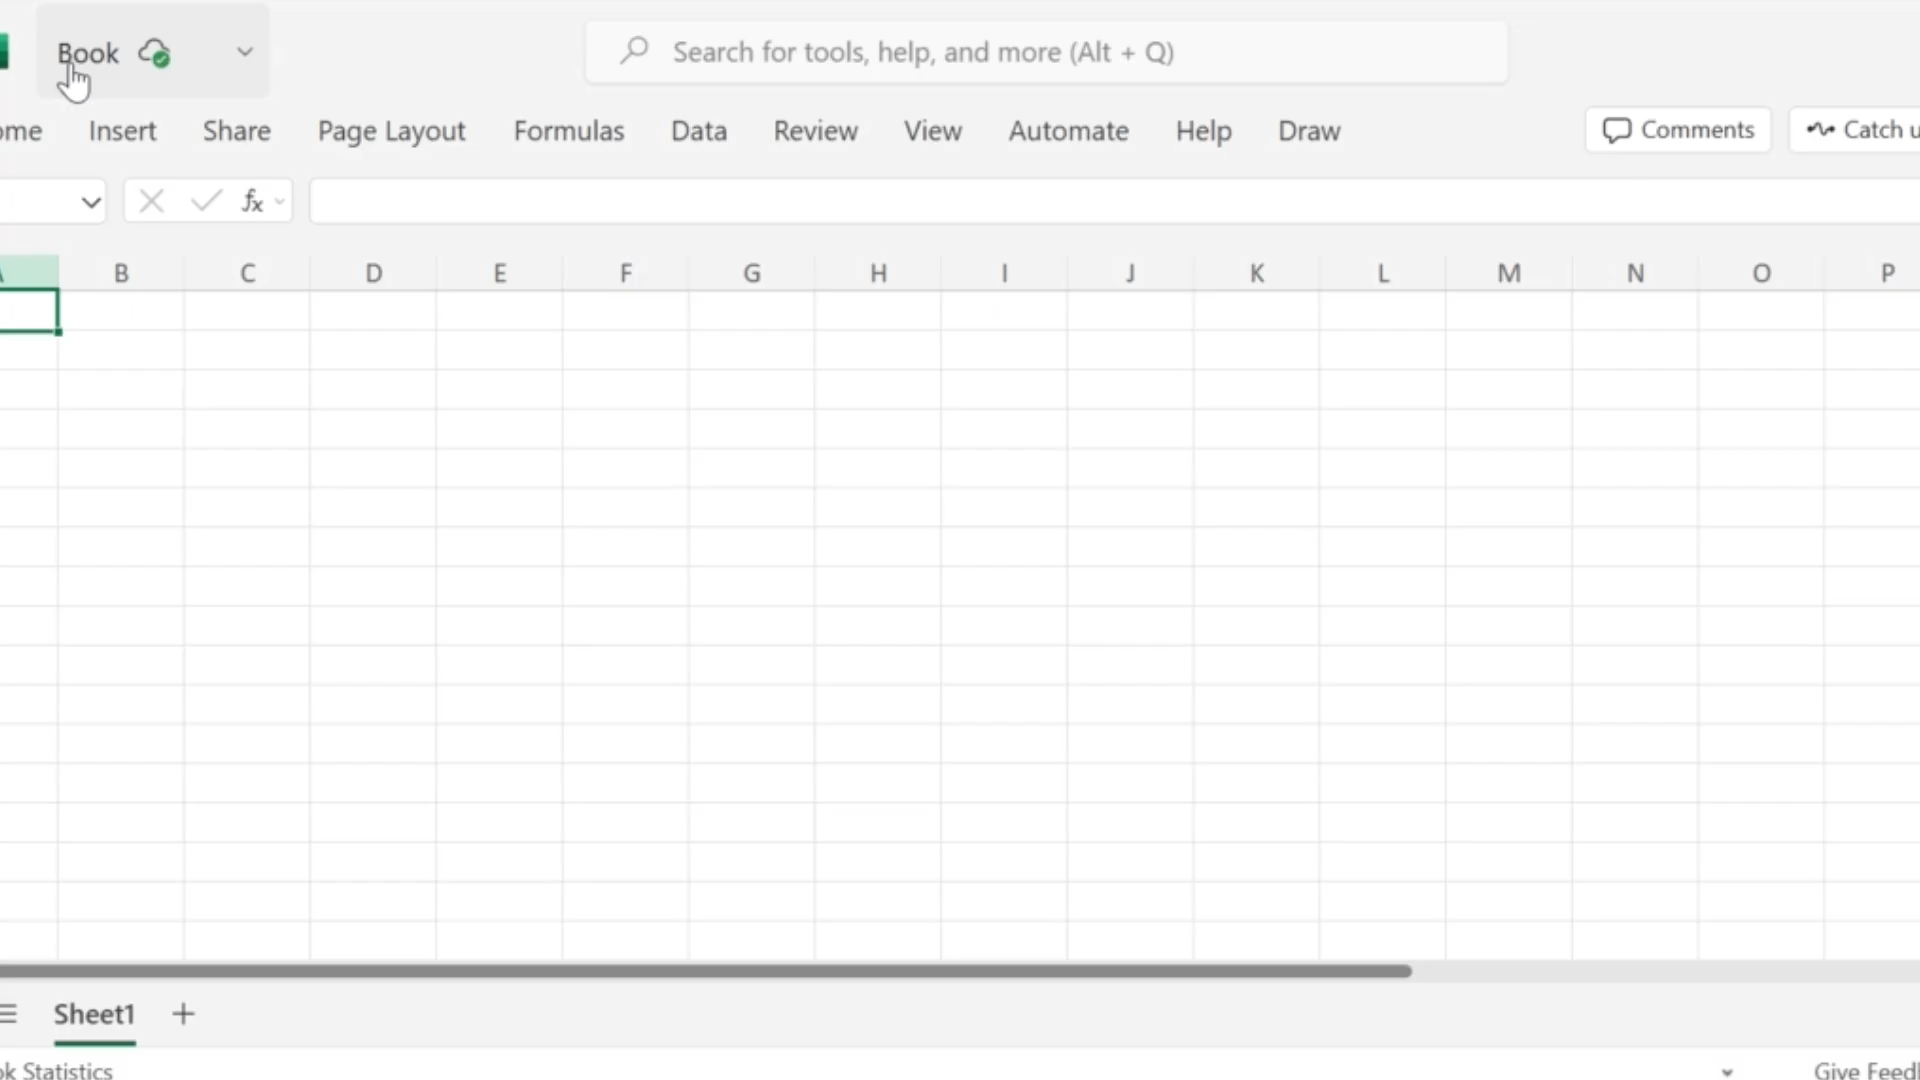 Book
Search for tools, help, and more (Alt + Q)
ome Insert Share Page Layout Formulas Data Review View Automate Help Draw Comments Catch u
fx
B C D E F G H I J K L M N O P
Sheet1 +
ok Statistics Give Feed